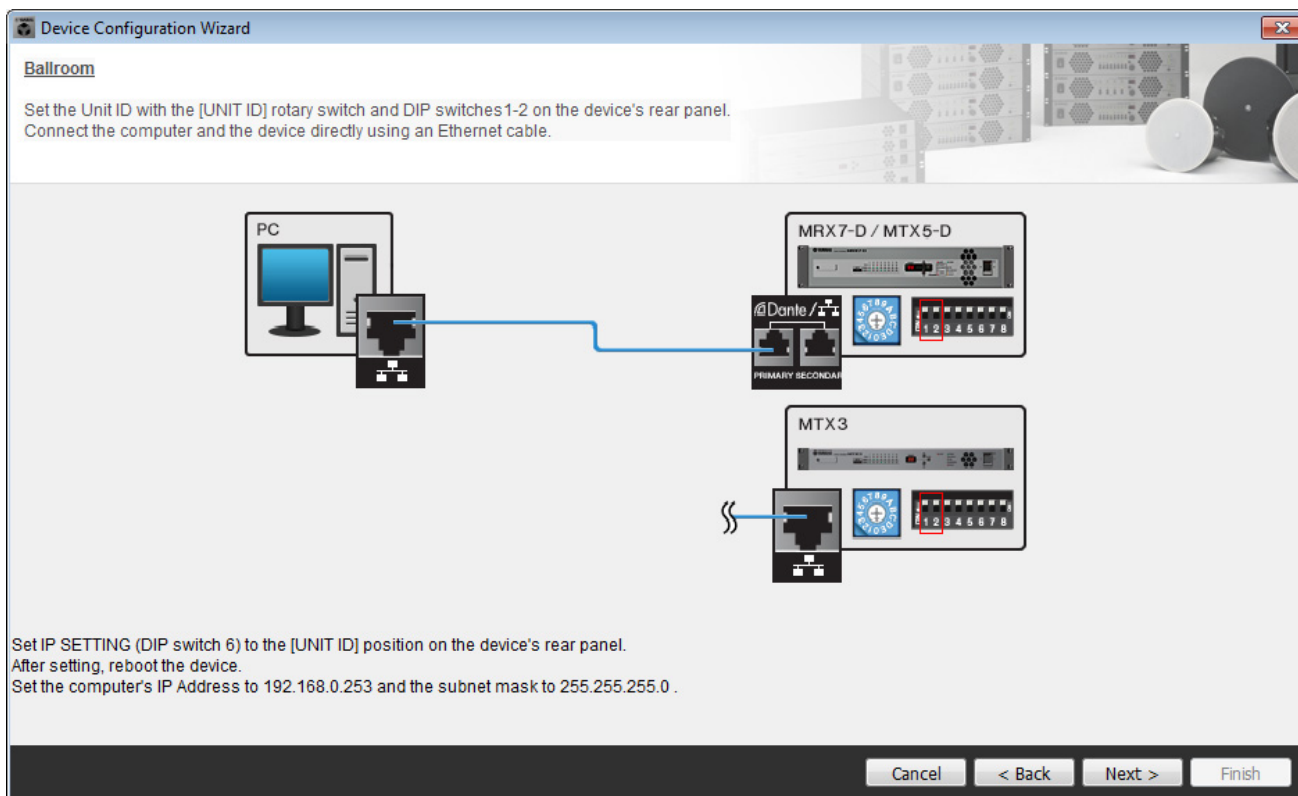 Device Configuration Wizard
Ballroom
Set the Unit ID with the [UNIT ID] rotary switch and DIP switches1-2 on the device's rear panel.
Connect the computer and the device directly using an Ethernet cable.
PC
MRX7-D / MTX5-D
Dante /
1 2 3 4 5 6 7 8
PRIMARY SECONDAR
MTX3
1 2 3 4 5 6 7 8
Set IP SETTING (DIP switch 6) to the [UNIT ID] position on the device's rear panel.
After setting, reboot the device.
Set the computer's IP Address to 192.168.0.253 and the subnet mask to 255.255.255.0 .
Cancel
< Back
Next >
Finish